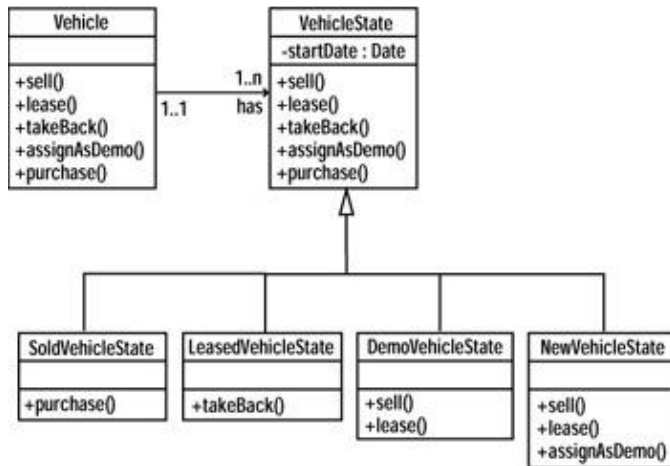 Vehicle
+sell()
+lease()
+takeBack()
+assignAsDemo()
+purchase()
1..1
1..n
has
VehicleState
-startDate : Date
+sell()
+lease()
+takeBack()
+assignAsDemo()
+purchase()
SoldVehicleState
+purchase()
LeasedVehicleState
+takeBack()
DemoVehicleState
+sell()
+lease()
NewVehicleState
+sell()
+lease()
+assignAsDemo()